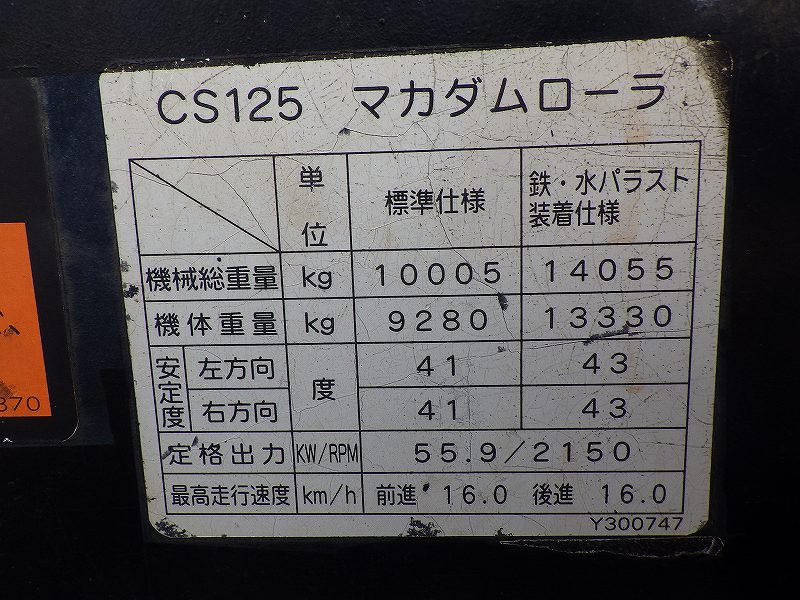 CS125 マカダムローラ
単位 標準仕様 鉄・水バラスト装着仕様
機械総重量 kg 10005 14055
機体重量 kg 9280 13330
安定度 左方向 度 41 43
右方向 41 43
定格出力 KW/RPM 55.9/2150
最高走行速度 km/h 前進 16.0 後進 16.0
Y300747
370